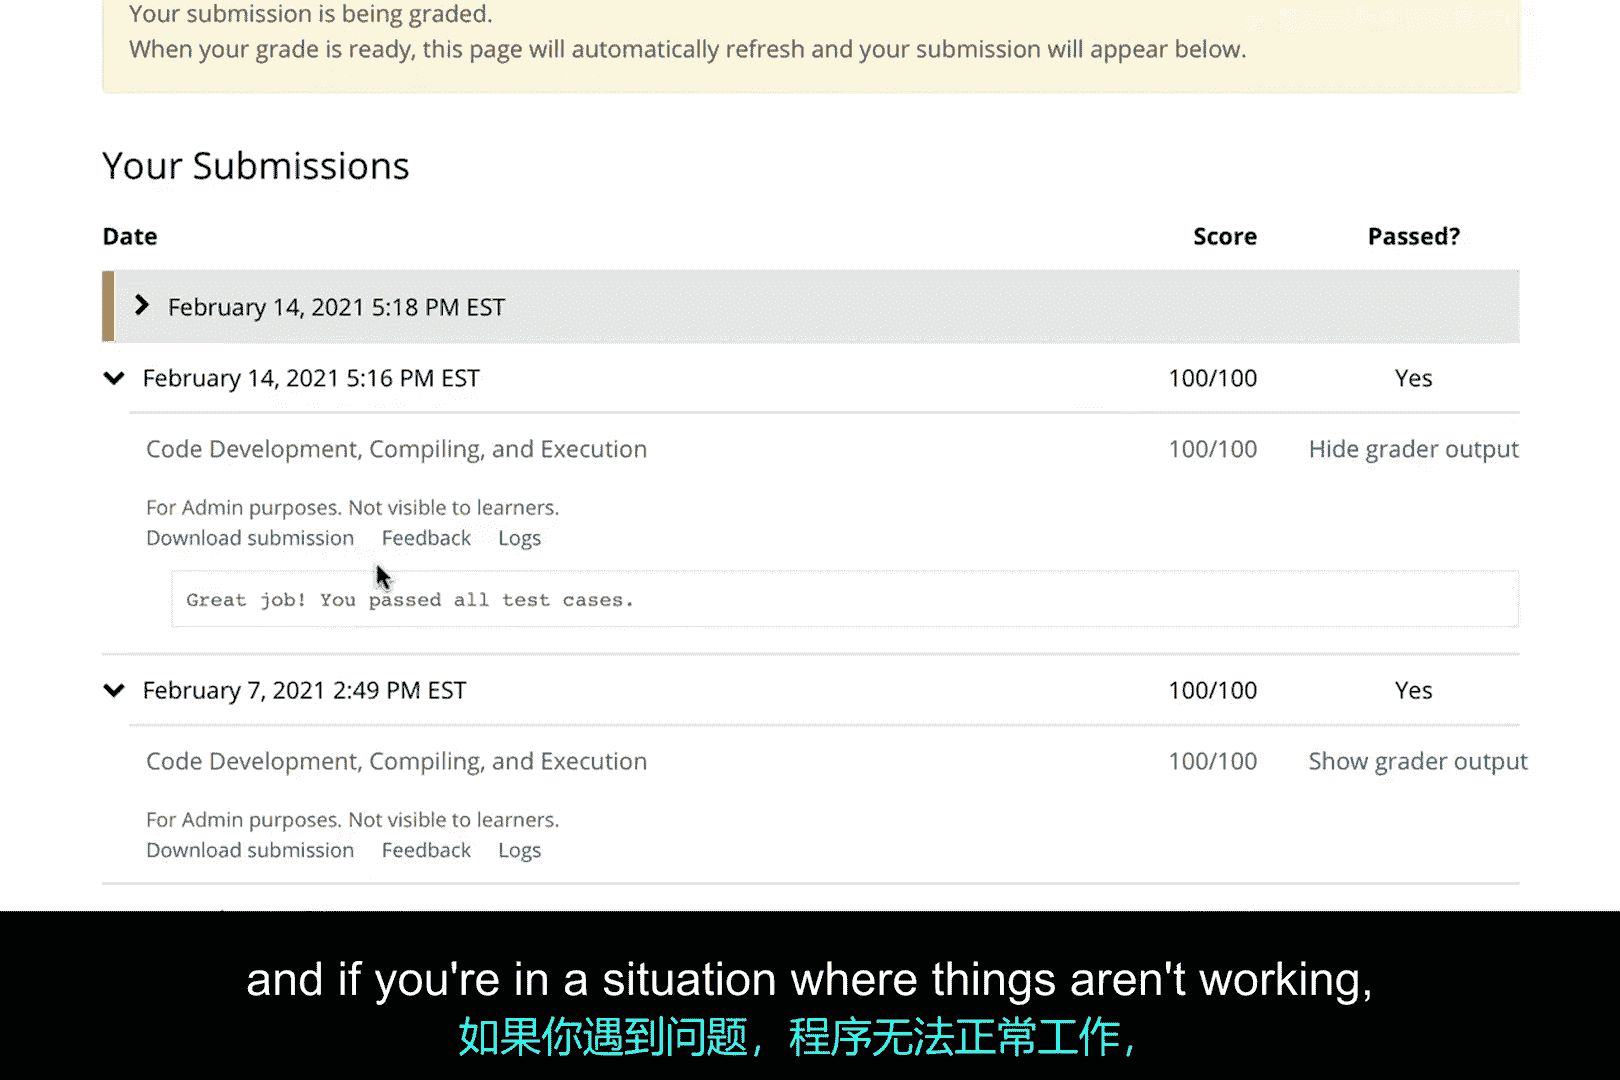 Your submission is being graded.
When your grade is ready, this page will automatically refresh and your submission will appear below.
Your Submissions
Date Score Passed?
February 14, 2021 5:18 PM EST
February 14, 2021 5:16 PM EST 100/100 Yes
Code Development, Compiling, and Execution 100/100 Hide grader output
For Admin purposes. Not visible to learners.
Download submission Feedback Logs
Great job! You passed all test cases.
February 7, 2021 2:49 PM EST 100/100 Yes
Code Development, Compiling, and Execution 100/100 Show grader output
For Admin purposes. Not visible to learners.
Download submission Feedback Logs
and if you're in a situation where things aren't working,
如果你遇到问题，程序无法正常工作，